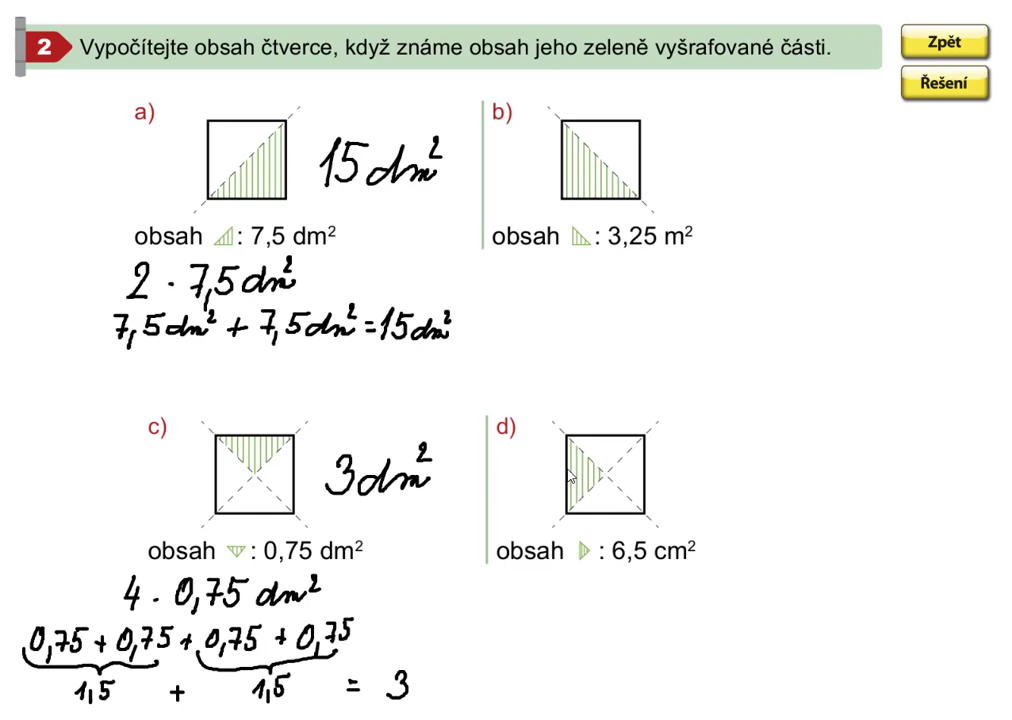 2 Vypočítejte obsah čtverce, když známe obsah jeho zeleně vyšrafované části.
Zpět
Řešení
a)
15 dm²
obsah : 7,5 dm²
2 · 7,5 dm²
7,5 dm² + 7,5 dm² = 15 dm²
b)
obsah : 3,25 m²
c)
3 dm²
obsah : 0,75 dm²
4 · 0,75 dm²
0,75 + 0,75 + 0,75 + 0,75
1,5 + 1,5 = 3
d)
obsah : 6,5 cm²